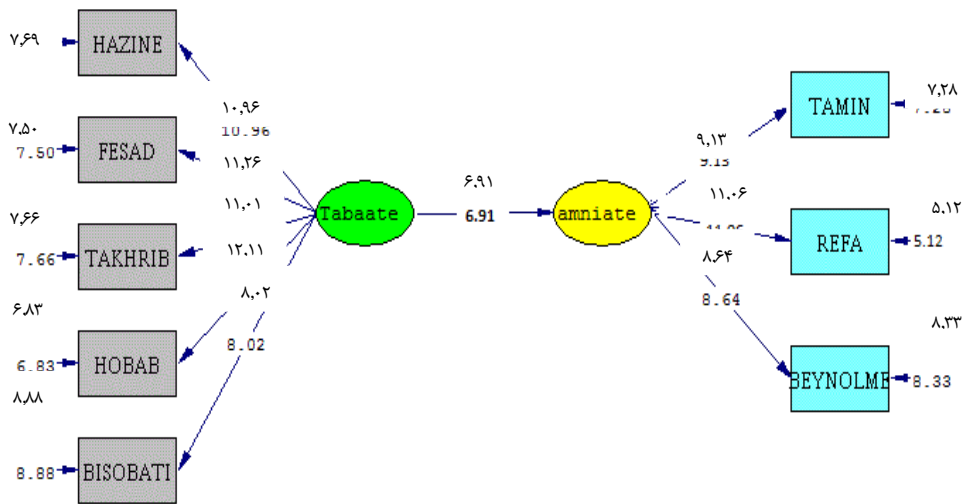 ۷,۶۹
HAZINE
۱۰,۹۶
10.96
۷,۵۰
7.50
FESAD
۱۱,۲۶
۷,۶۶
7.66
TAKHRIB
۱۱,۰۱
۱۲,۱۱
۶,۸۳
6.83
HOBAB
۸,۰۲
8.02
۸,۸۸
8.88
BISOBATI
Tabaate
۶,۹۱
6.91
amniate
۹,۱۳
۱۱,۰۶
۸,۶۴
8.64
TAMIN
۷,۲۸
REFA
۵,۱۲
5.12
BEYNOLME
۸,۳۳
8.33